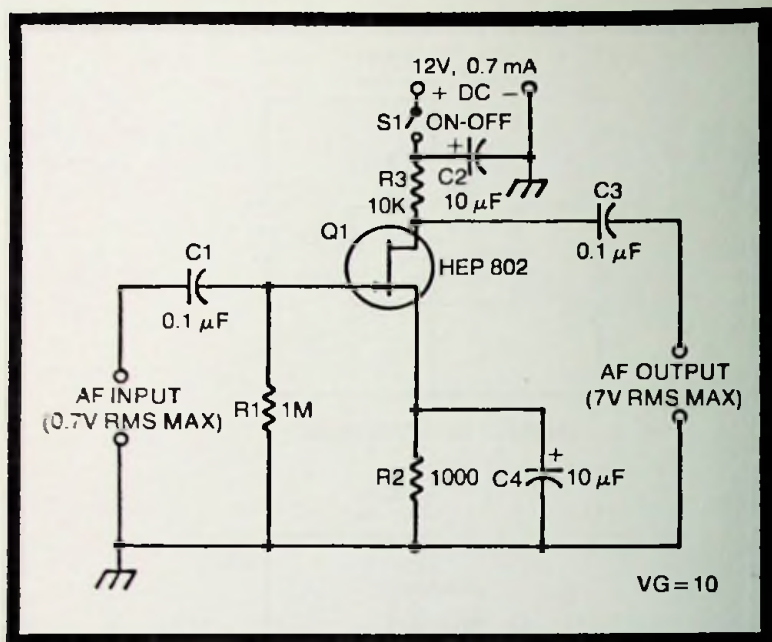 12V, 0.7 mA
+ DC -
S1 ON-OFF
+
C2
10 µF
R3
10K
Q1
HEP 802
C3
0.1 µF
C1
0.1 µF
AF INPUT
(0.7V RMS MAX)
R1 1M
AF OUTPUT
(7V RMS MAX)
R2 1000
C4 + 10 µF
VG = 10